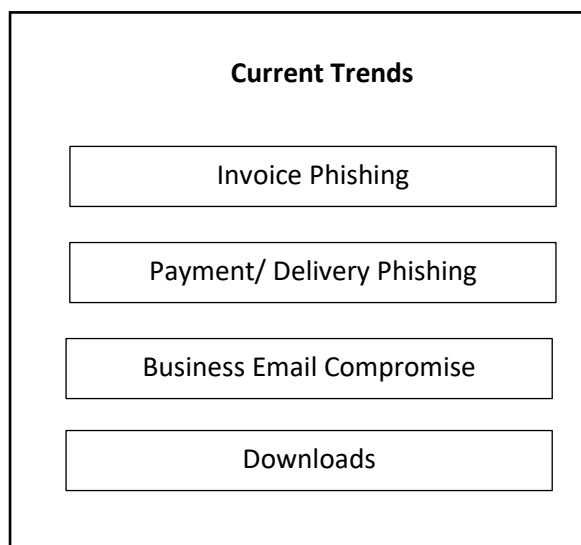 Current Trends
Invoice Phishing
Payment/ Delivery Phishing
Business Email Compromise
Downloads